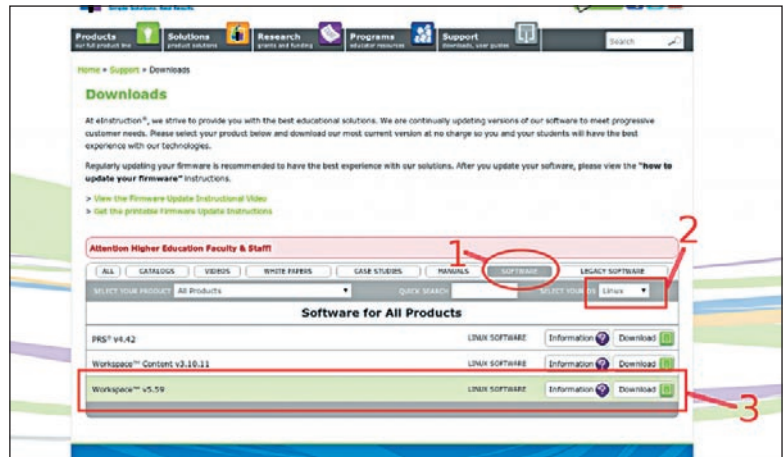 Simple Solutions. Real Results.
Products
our full product line
Solutions
product solutions
Research
grants and funding
Programs
educator resources
Support
downloads, user guides
Search
Home » Support » Downloads
Downloads
At eInstruction®, we strive to provide you with the best educational solutions. We are continually updating versions of our software to meet progressive
customer needs. Please select your product below and download our most current version at no charge so you and your students will have the best
experience with our technologies.
Regularly updating your firmware is recommended to have the best experience with our solutions. After you update your software, please view the "how to
update your firmware" instructions.
> View the Firmware Update Instructional Video
> Get the printable Firmware Update Instructions
Attention Higher Education Faculty & Staff!
1
2
ALL CATALOGS VIDEOS WHITE PAPERS CASE STUDIES MANUALS SOFTWARE LEGACY SOFTWARE
SELECT YOUR PRODUCT All Products QUICK SEARCH SELECT YOUR OS Linux
Software for All Products
PRS® v4.42 LINUX SOFTWARE Information Download
Workspace™ Content v3.10.11 LINUX SOFTWARE Information Download
Workspace™ v5.59 LINUX SOFTWARE Information Download
3